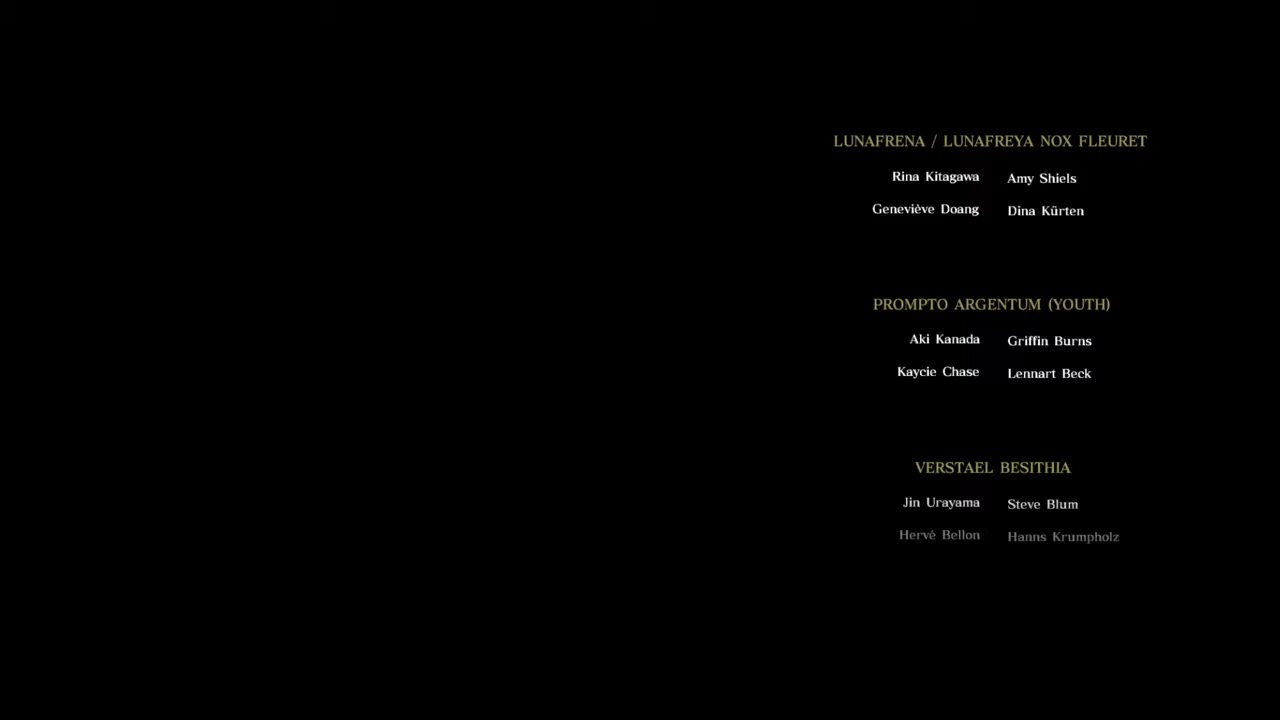 LUNAFRENA / LUNAFREYA NOX FLEURET
Rina Kitagawa Amy Shiels
Geneviève Doang Dina Kürten
PROMPTO ARGENTUM (YOUTH)
Aki Kanada Griffin Burns
Kaycie Chase Lennart Beck
VERSTAEL BESITHIA
Jin Urayama Steve Blum
Hervé Bellon Hanns Krumpholz